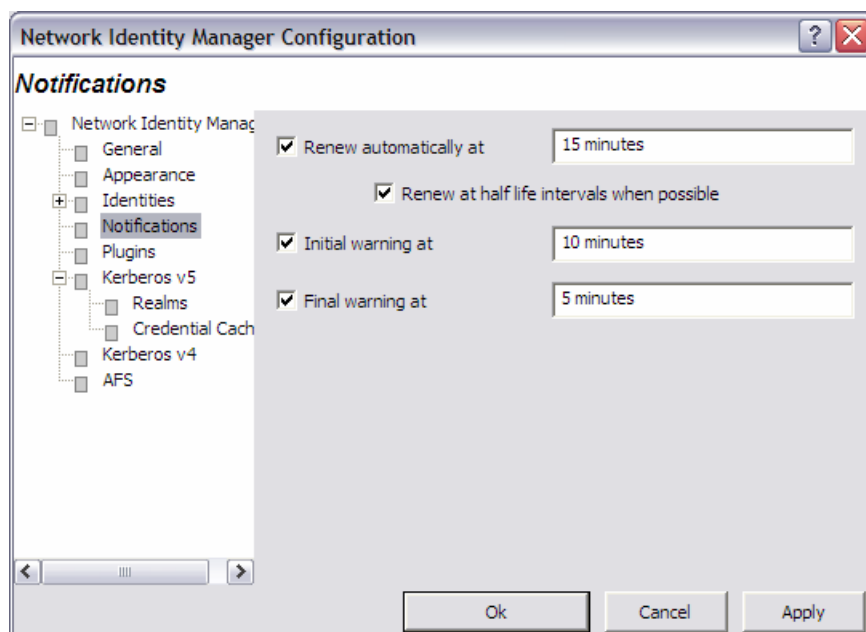 Network Identity Manager Configuration
?
Notifications
Network Identity Manag
General
Appearance
Identities
Notifications
Plugins
Kerberos v5
Realms
Credential Cach
Kerberos v4
AFS
Renew automatically at 15 minutes
Renew at half life intervals when possible
Initial warning at 10 minutes
Final warning at 5 minutes
Ok Cancel Apply